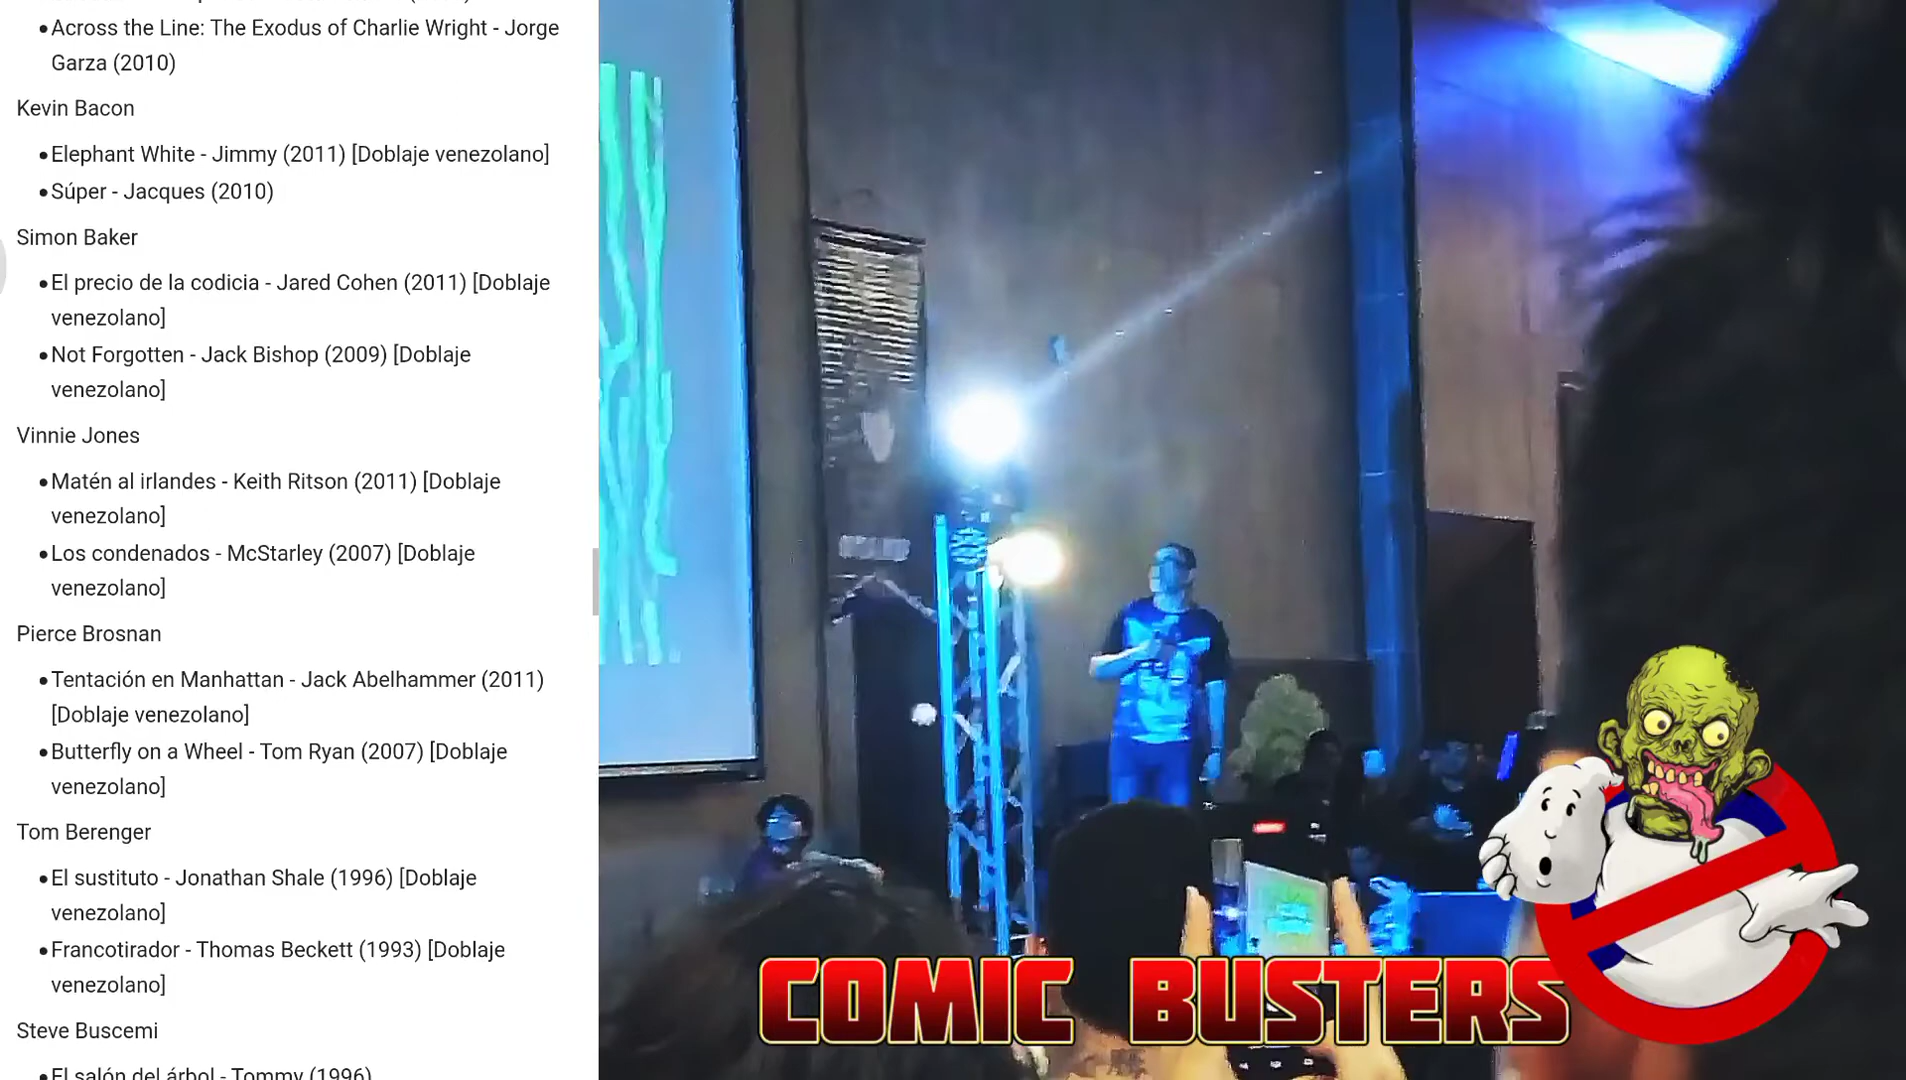 •Across the Line: The Exodus of Charlie Wright - Jorge
Garza (2010)
Kevin Bacon
•Elephant White - Jimmy (2011) [Doblaje venezolano]
•Súper - Jacques (2010)
Simon Baker
•El precio de la codicia - Jared Cohen (2011) [Doblaje
venezolano]
•Not Forgotten - Jack Bishop (2009) [Doblaje
venezolano]
Vinnie Jones
•Matén al irlandes - Keith Ritson (2011) [Doblaje
venezolano]
•Los condenados - McStarley (2007) [Doblaje
venezolano]
Pierce Brosnan
•Tentación en Manhattan - Jack Abelhammer (2011)
[Doblaje venezolano]
•Butterfly on a Wheel - Tom Ryan (2007) [Doblaje
venezolano]
Tom Berenger
•El sustituto - Jonathan Shale (1996) [Doblaje
venezolano]
•Francotirador - Thomas Beckett (1993) [Doblaje
venezolano]
Steve Buscemi
•El salón del árbol - Tommy (1996)
COMIC BUSTERS